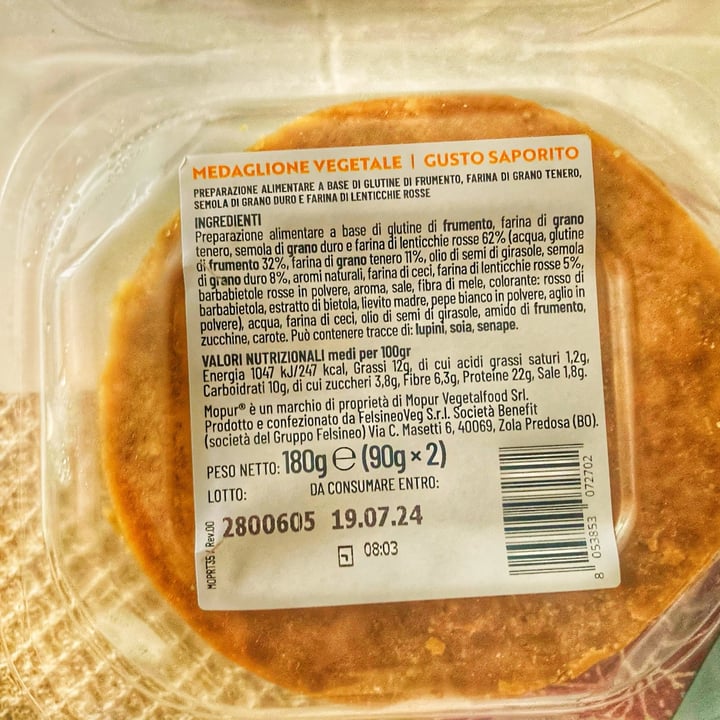 MEDAGLIONE VEGETALE | GUSTO SAPORITO
PREPARAZIONE ALIMENTARE A BASE DI GLUTINE DI FRUMENTO, FARINA DI GRANO TENERO,
SEMOLA DI GRANO DURO E FARINA DI LENTICCHIE ROSSE
INGREDIENTI
Preparazione alimentare a base di glutine di frumento, farina di grano
tenero, semola di grano duro e farina di lenticchie rosse 62% (acqua, glutine
di frumento 32%, farina di grano tenero 11%, olio di semi di girasole, semola
di grano duro 8%, aromi naturali, farina di ceci, farina di lenticchie rosse 5%,
barbabietole rosse in polvere, aroma, sale, fibra di mele, colorante: rosso di
barbabietola, estratto di bietola, lievito madre, pepe bianco in polvere, aglio in
polvere), acqua, farina di ceci, olio di semi di girasole, amido di frumento,
zucchine, carote. Può contenere tracce di: lupini, soia, senape.
VALORI NUTRIZIONALI medi per 100gr
Energia 1047 kJ/247 kcal, Grassi 12g, di cui acidi grassi saturi 1,2g,
Carboidrati 10g, di cui zuccheri 3,8g, Fibre 6,3g, Proteine 22g, Sale 1,8g.
Mopur® è un marchio di proprietà di Mopur Vegetalfood Srl.
Prodotto e confezionato da FelsineoVeg S.r.l. Società Benefit
(società del Gruppo Felsineo) Via C. Masetti 6, 40069, Zola Predosa (BO).
PESO NETTO: 180g ℮ (90g × 2)
LOTTO: DA CONSUMARE ENTRO:
2800605 19.07.24
08:03
MOPRT35 / Rev.00
8 053853 072702